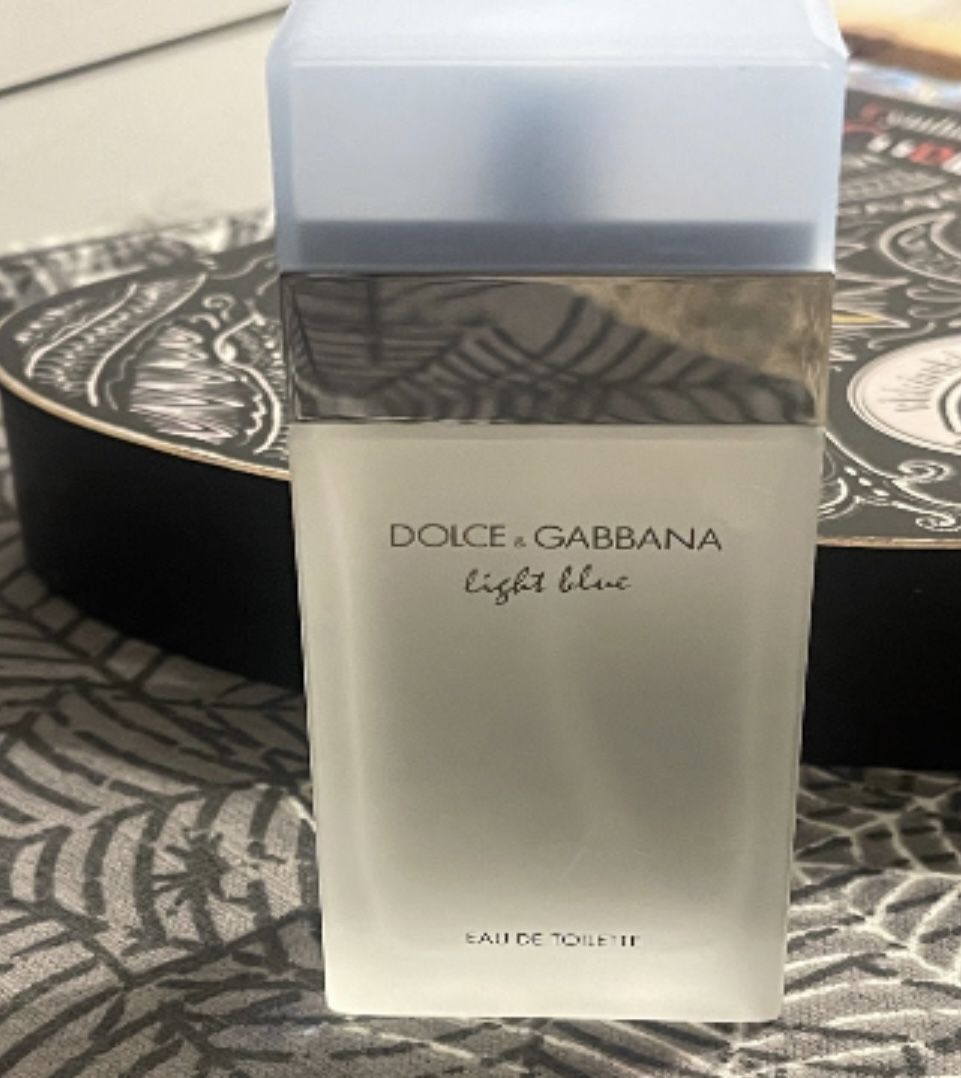 DOLCE & GABBANA
light blue
EAU DE TOILETTE